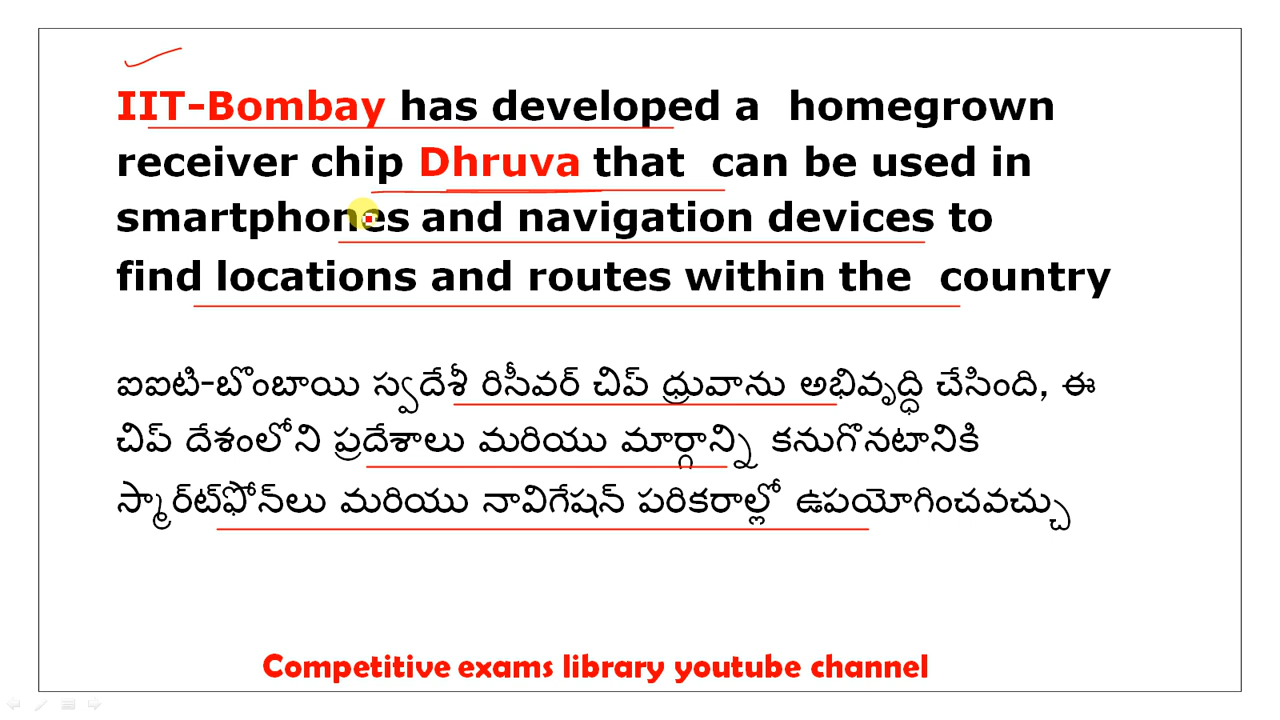 IIT-Bombay has developed a homegrown
receiver chip Dhruva that can be used in
smartphones and navigation devices to
find locations and routes within the country
ఐఐటి-బొంబాయి స్వదేశీ రిసీవర్ చిప్ ధ్రువాను అభివృద్ధి చేసింది, ఈ
చిప్ దేశంలోని ప్రదేశాలు మరియు మార్గాన్ని కనుగొనటానికి
స్మార్ట్‌ఫోన్‌లు మరియు నావిగేషన్ పరికరాల్లో ఉపయోగించవచ్చు
Competitive exams library youtube channel